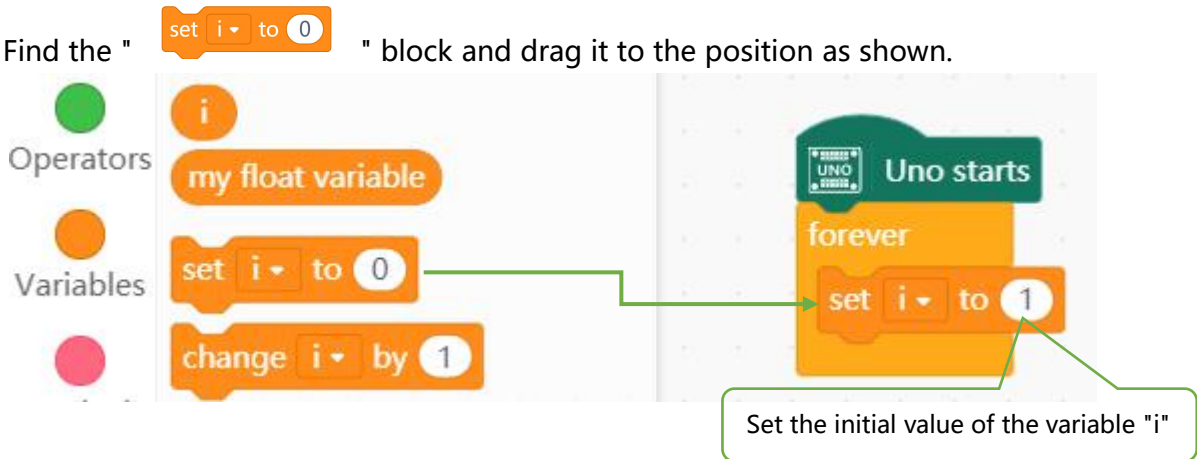 Find the " set i to 0 " block and drag it to the position as shown.
Operators
i
my float variable
Variables
set i to 0
change i by 1
UNO Uno starts
forever
set i to 1
Set the initial value of the variable "i"